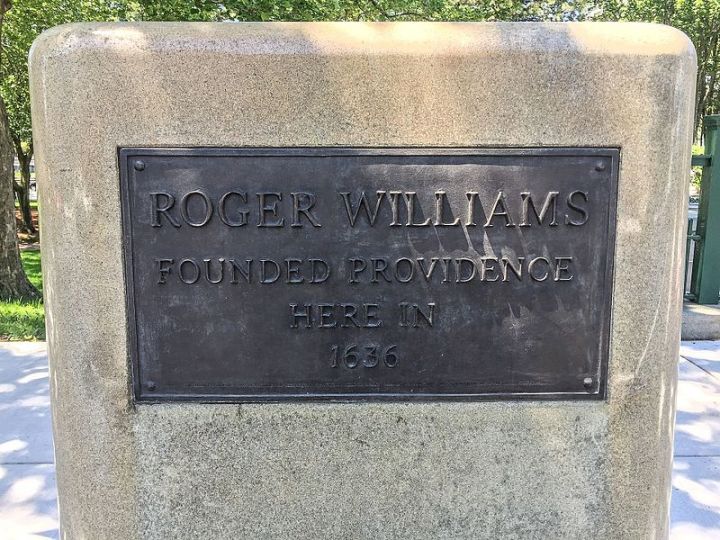 ROGER WILLIAMS
FOUNDED PROVIDENCE
HERE IN
1636